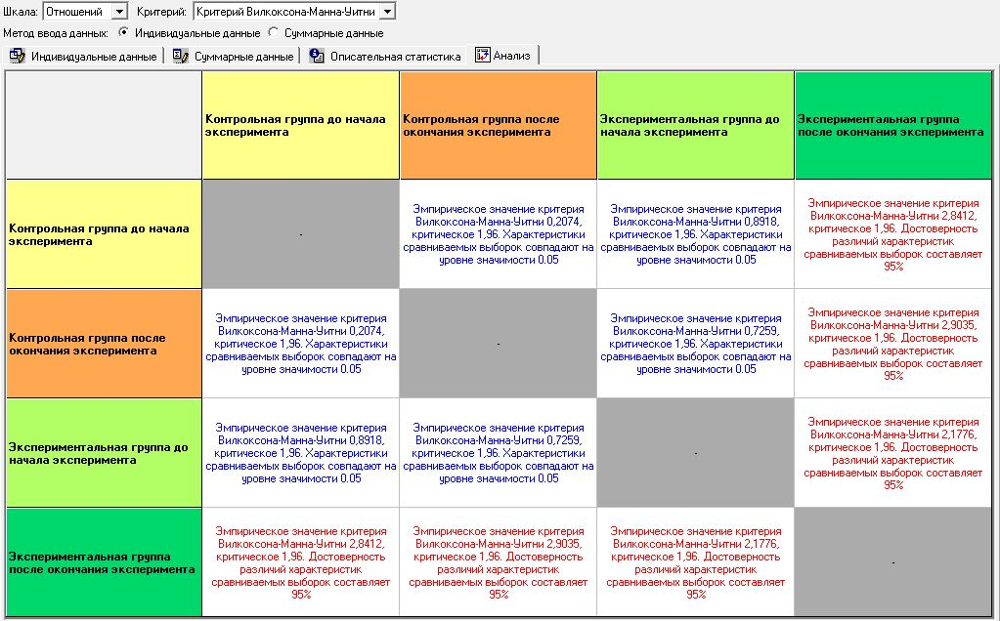 Шкала: Отношений Критерий: Критерий Вилкоксона-Манна-Уитни
Метод ввода данных: Индивидуальные данные Суммарные данные
Индивидуальные данные Суммарные данные Описательная статистика Анализ
Контрольная группа до начала
эксперимента
Контрольная группа после
окончания эксперимента
Экспериментальная группа до
начала эксперимента
Экспериментальная группа
после окончания эксперимента
Контрольная группа до начала
эксперимента
-
Эмпирическое значение критерия
Вилкоксона-Манна-Уитни 0,2074,
критическое 1,96. Характеристики
сравниваемых выборок совпадают на
уровне значимости 0.05
Эмпирическое значение критерия
Вилкоксона-Манна-Уитни 0,8918,
критическое 1,96. Характеристики
сравниваемых выборок совпадают на
уровне значимости 0.05
Эмпирическое значение критерия
Вилкоксона-Манна-Уитни 2,8412,
критическое 1,96. Достоверность
различий характеристик
сравниваемых выборок составляет
95%
Контрольная группа после
окончания эксперимента
Эмпирическое значение критерия
Вилкоксона-Манна-Уитни 0,2074,
критическое 1,96. Характеристики
сравниваемых выборок совпадают на
уровне значимости 0.05
-
Эмпирическое значение критерия
Вилкоксона-Манна-Уитни 0,7259,
критическое 1,96. Характеристики
сравниваемых выборок совпадают на
уровне значимости 0.05
Эмпирическое значение критерия
Вилкоксона-Манна-Уитни 2,9035,
критическое 1,96. Достоверность
различий характеристик
сравниваемых выборок составляет
95%
Экспериментальная группа до
начала эксперимента
Эмпирическое значение критерия
Вилкоксона-Манна-Уитни 0,8918,
критическое 1,96. Характеристики
сравниваемых выборок совпадают на
уровне значимости 0.05
Эмпирическое значение критерия
Вилкоксона-Манна-Уитни 0,7259,
критическое 1,96. Характеристики
сравниваемых выборок совпадают на
уровне значимости 0.05
-
Эмпирическое значение критерия
Вилкоксона-Манна-Уитни 2,1776,
критическое 1,96. Достоверность
различий характеристик
сравниваемых выборок составляет
95%
Экспериментальная группа
после окончания эксперимента
Эмпирическое значение критерия
Вилкоксона-Манна-Уитни 2,8412,
критическое 1,96. Достоверность
различий характеристик
сравниваемых выборок составляет
95%
Эмпирическое значение критерия
Вилкоксона-Манна-Уитни 2,9035,
критическое 1,96. Достоверность
различий характеристик
сравниваемых выборок составляет
95%
Эмпирическое значение критерия
Вилкоксона-Манна-Уитни 2,1776,
критическое 1,96. Достоверность
различий характеристик
сравниваемых выборок составляет
95%
-